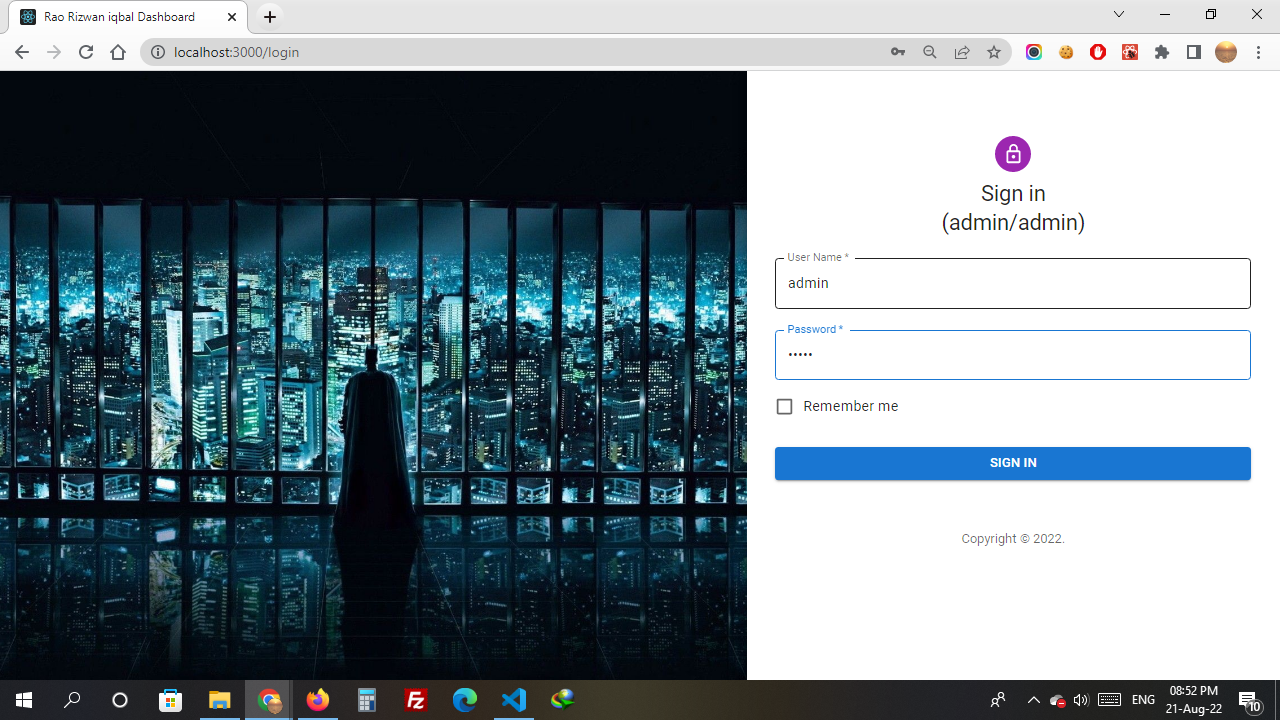 Rao Rizwan iqbal Dashboard
localhost:3000/login
Sign in
(admin/admin)
User Name *
admin
Password *
•••••
Remember me
SIGN IN
Copyright © 2022.
Fz
ENG
08:52 PM
21-Aug-22
10